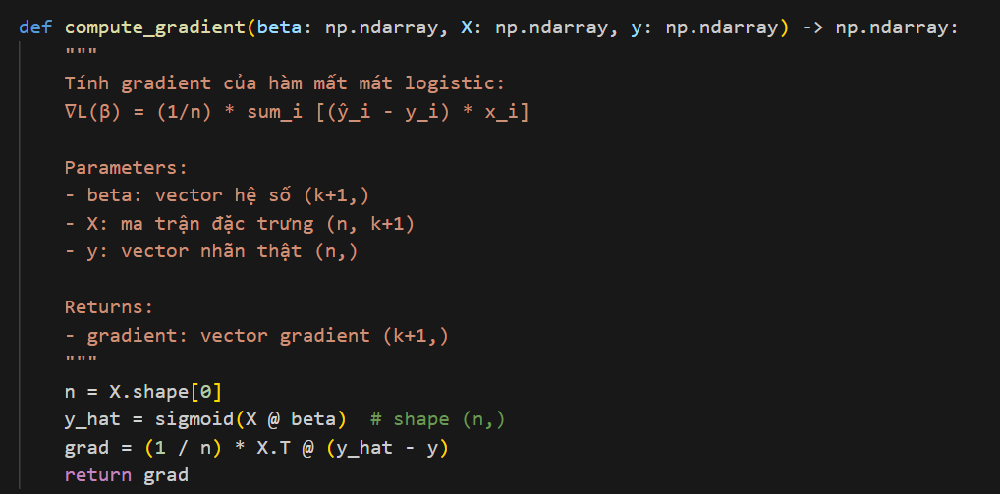 def compute_gradient(beta: np.ndarray, X: np.ndarray, y: np.ndarray) -> np.ndarray:
"""
Tính gradient của hàm mất mát logistic:
∇L(β) = (1/n) * sum_i [(ŷ_i - y_i) * x_i]
Parameters:
- beta: vector hệ số (k+1,)
- X: ma trận đặc trưng (n, k+1)
- y: vector nhãn thật (n,)
Returns:
- gradient: vector gradient (k+1,)
"""
n = X.shape[0]
y_hat = sigmoid(X @ beta)  # shape (n,)
grad = (1 / n) * X.T @ (y_hat - y)
return grad